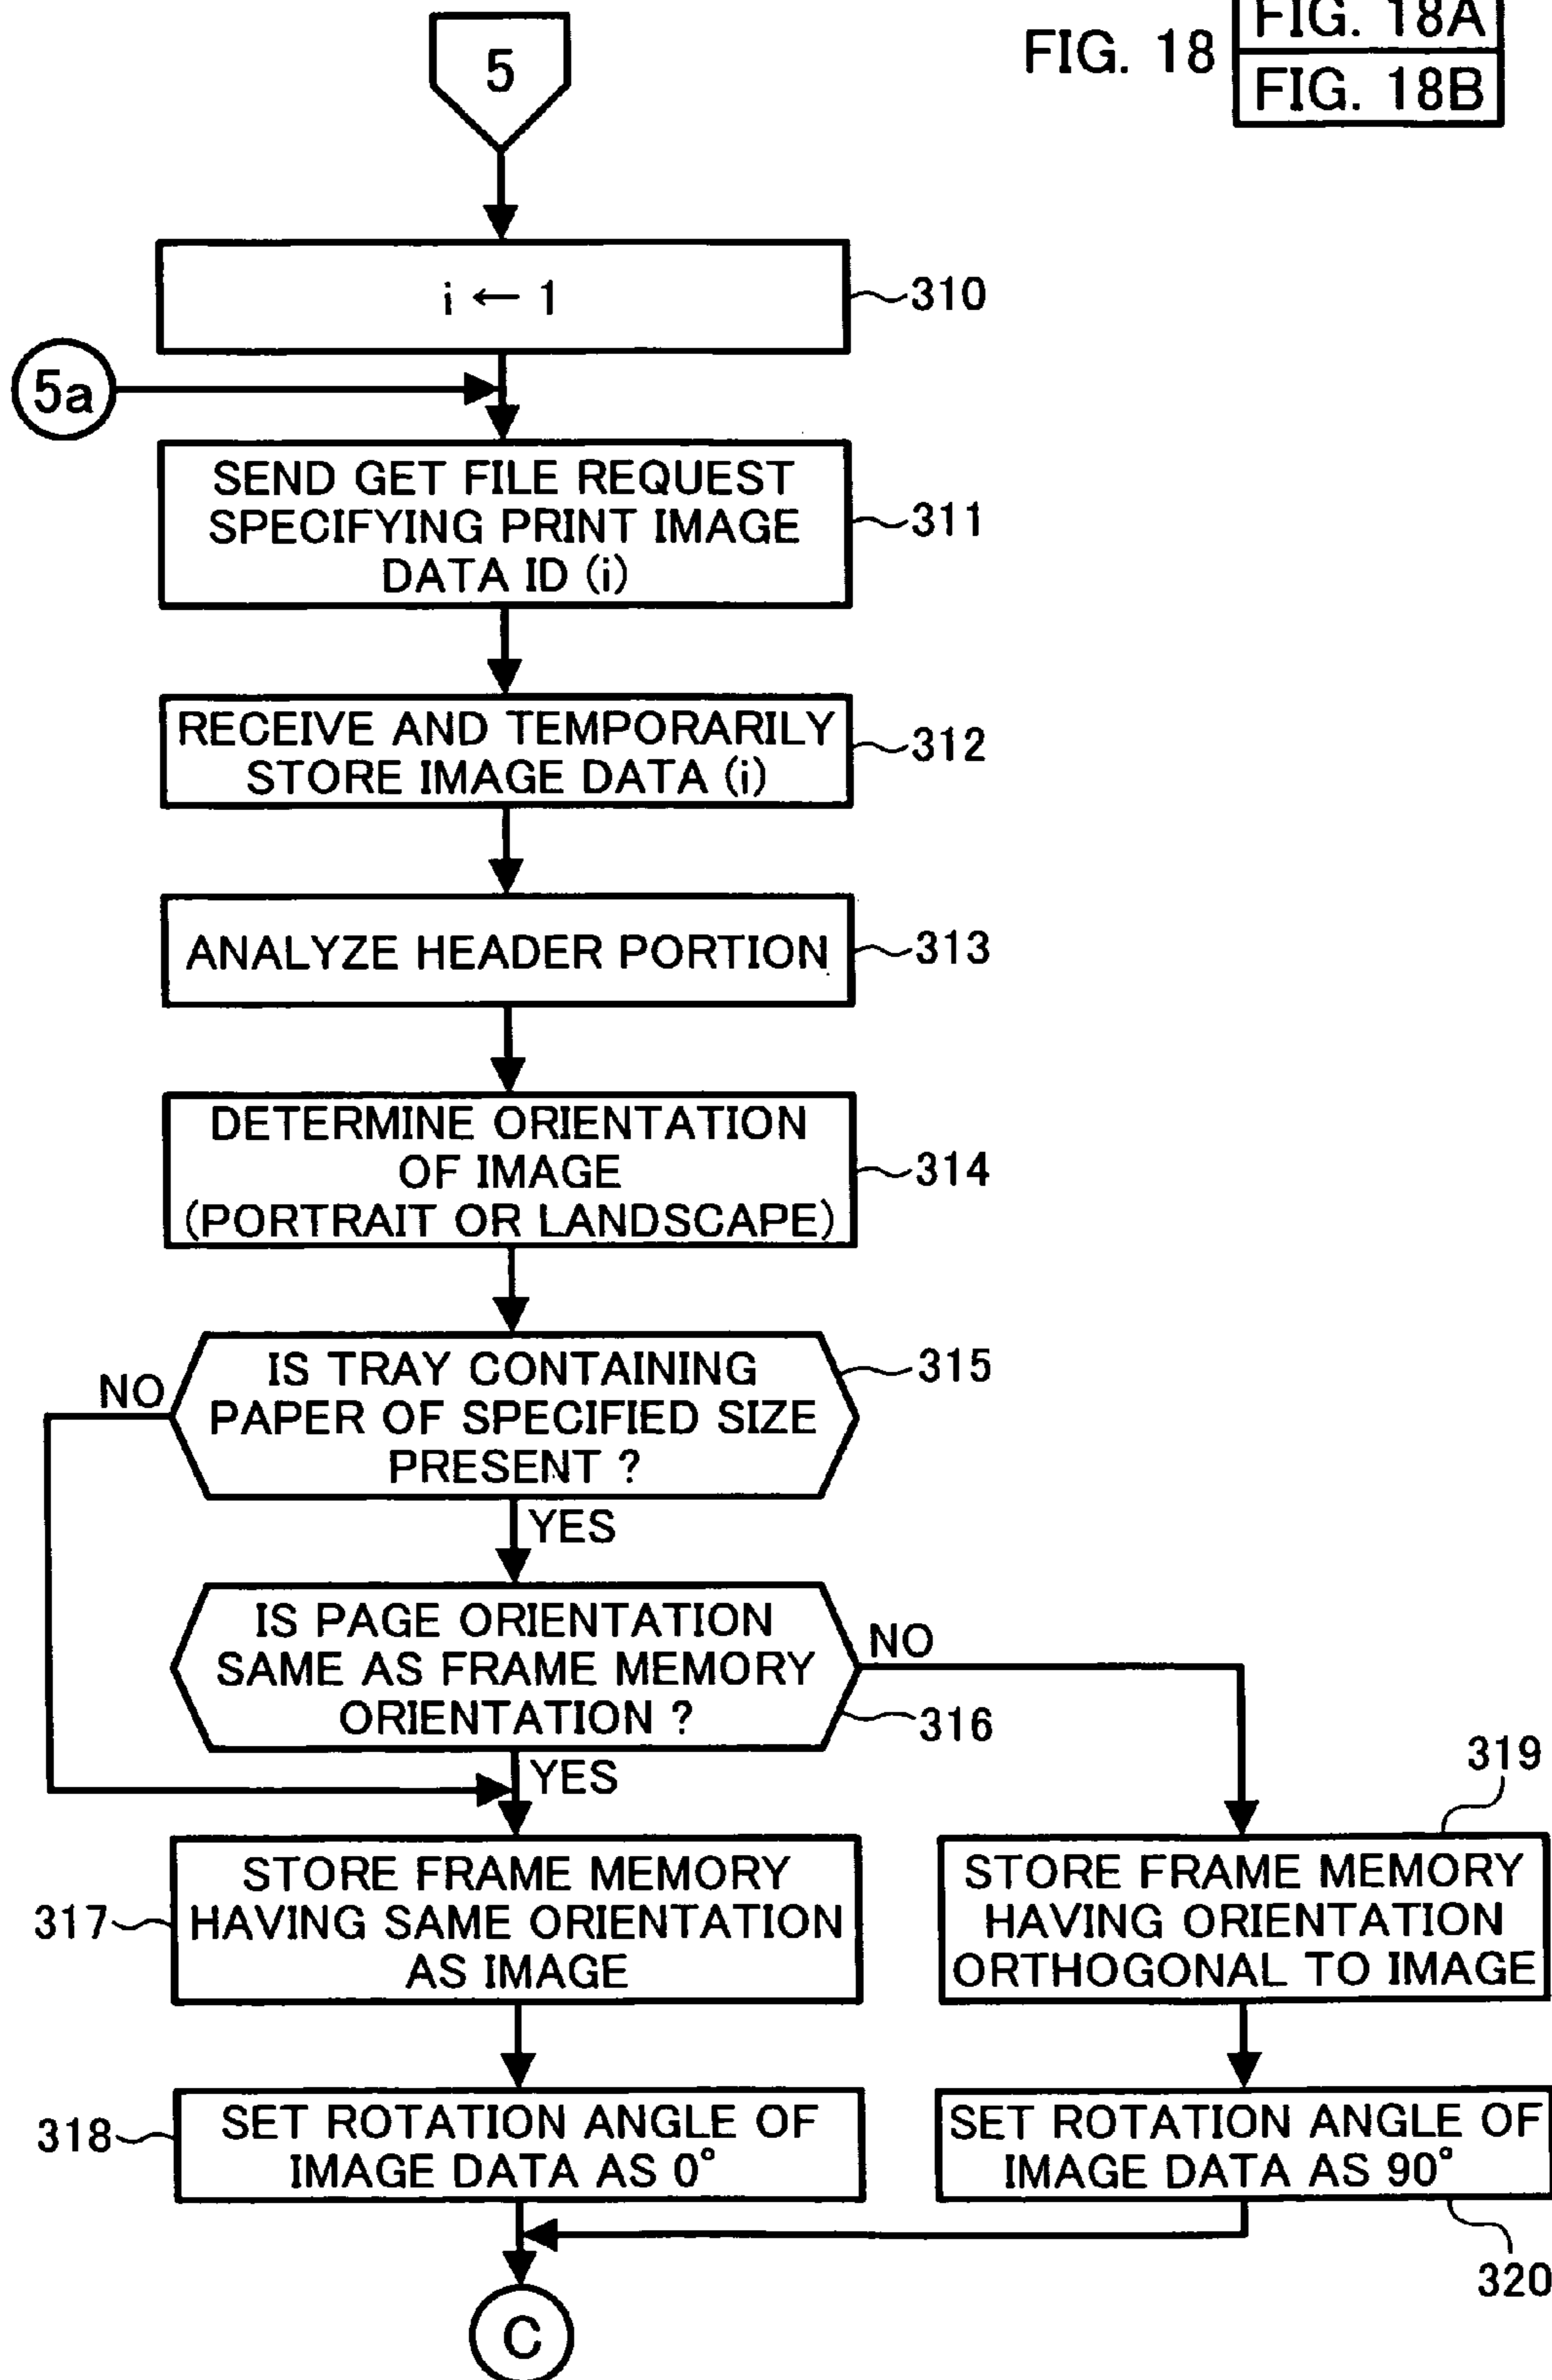 FIG. 18
FIG. 18A
FIG. 18B
5
i ← 1
310
5a
SEND GET FILE REQUEST
SPECIFYING PRINT IMAGE
DATA ID (i)
311
RECEIVE AND TEMPORARILY
STORE IMAGE DATA (i)
312
ANALYZE HEADER PORTION
313
DETERMINE ORIENTATION
OF IMAGE
(PORTRAIT OR LANDSCAPE)
314
IS TRAY CONTAINING
PAPER OF SPECIFIED SIZE
PRESENT ?
315
NO
YES
IS PAGE ORIENTATION
SAME AS FRAME MEMORY
ORIENTATION ?
316
NO
YES
STORE FRAME MEMORY
HAVING SAME ORIENTATION
AS IMAGE
317
SET ROTATION ANGLE OF
IMAGE DATA AS 0°
318
319
STORE FRAME MEMORY
HAVING ORIENTATION
ORTHOGONAL TO IMAGE
SET ROTATION ANGLE OF
IMAGE DATA AS 90°
320
C